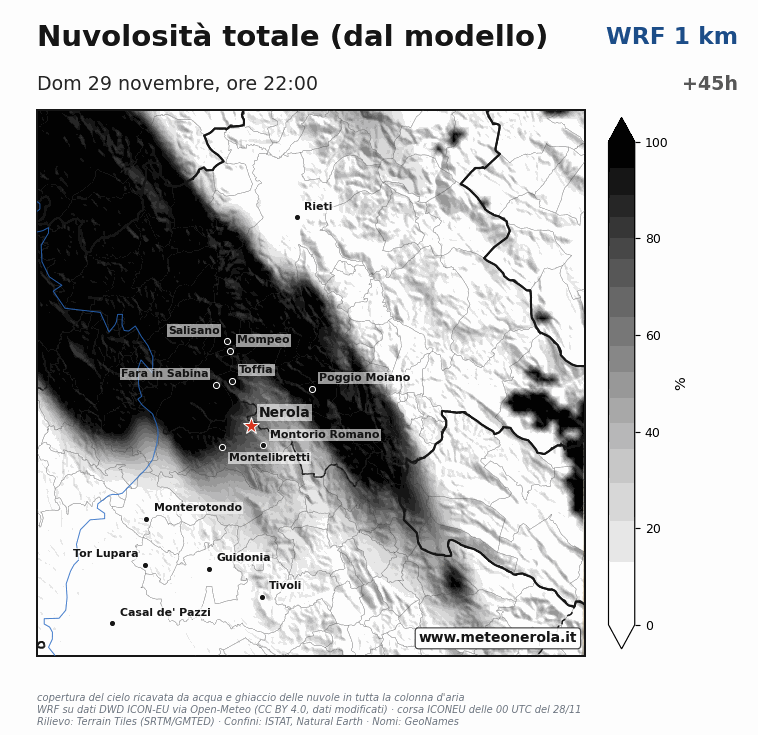 Nuvolosità totale (dal modello)
WRF 1 km
Dom 29 novembre, ore 22:00
+45h
Rieti
Salisano
Mompeo
Toffia
Fara in Sabina
Poggio Moiano
Nerola
Montorio Romano
Montelibretti
Monterotondo
Tor Lupara
Guidonia
Tivoli
Casal de' Pazzi
www.meteonerola.it
100
80
60
40
20
0
%
copertura del cielo ricavata da acqua e ghiaccio delle nuvole in tutta la colonna d'aria
WRF su dati DWD ICON-EU via Open-Meteo (CC BY 4.0, dati modificati) · corsa ICONEU delle 00 UTC del 28/11
Rilievo: Terrain Tiles (SRTM/GMTED) · Confini: ISTAT, Natural Earth · Nomi: GeoNames